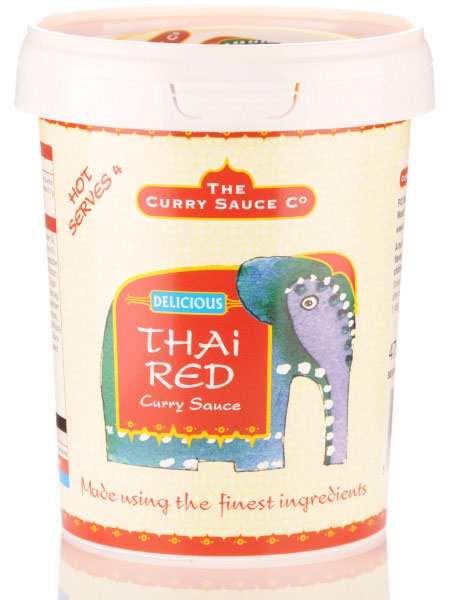 HOT
SERVES 4
THE
CURRY SAUCE CO
DELICIOUS
THAi
RED
Curry Sauce
Made using the finest ingredients